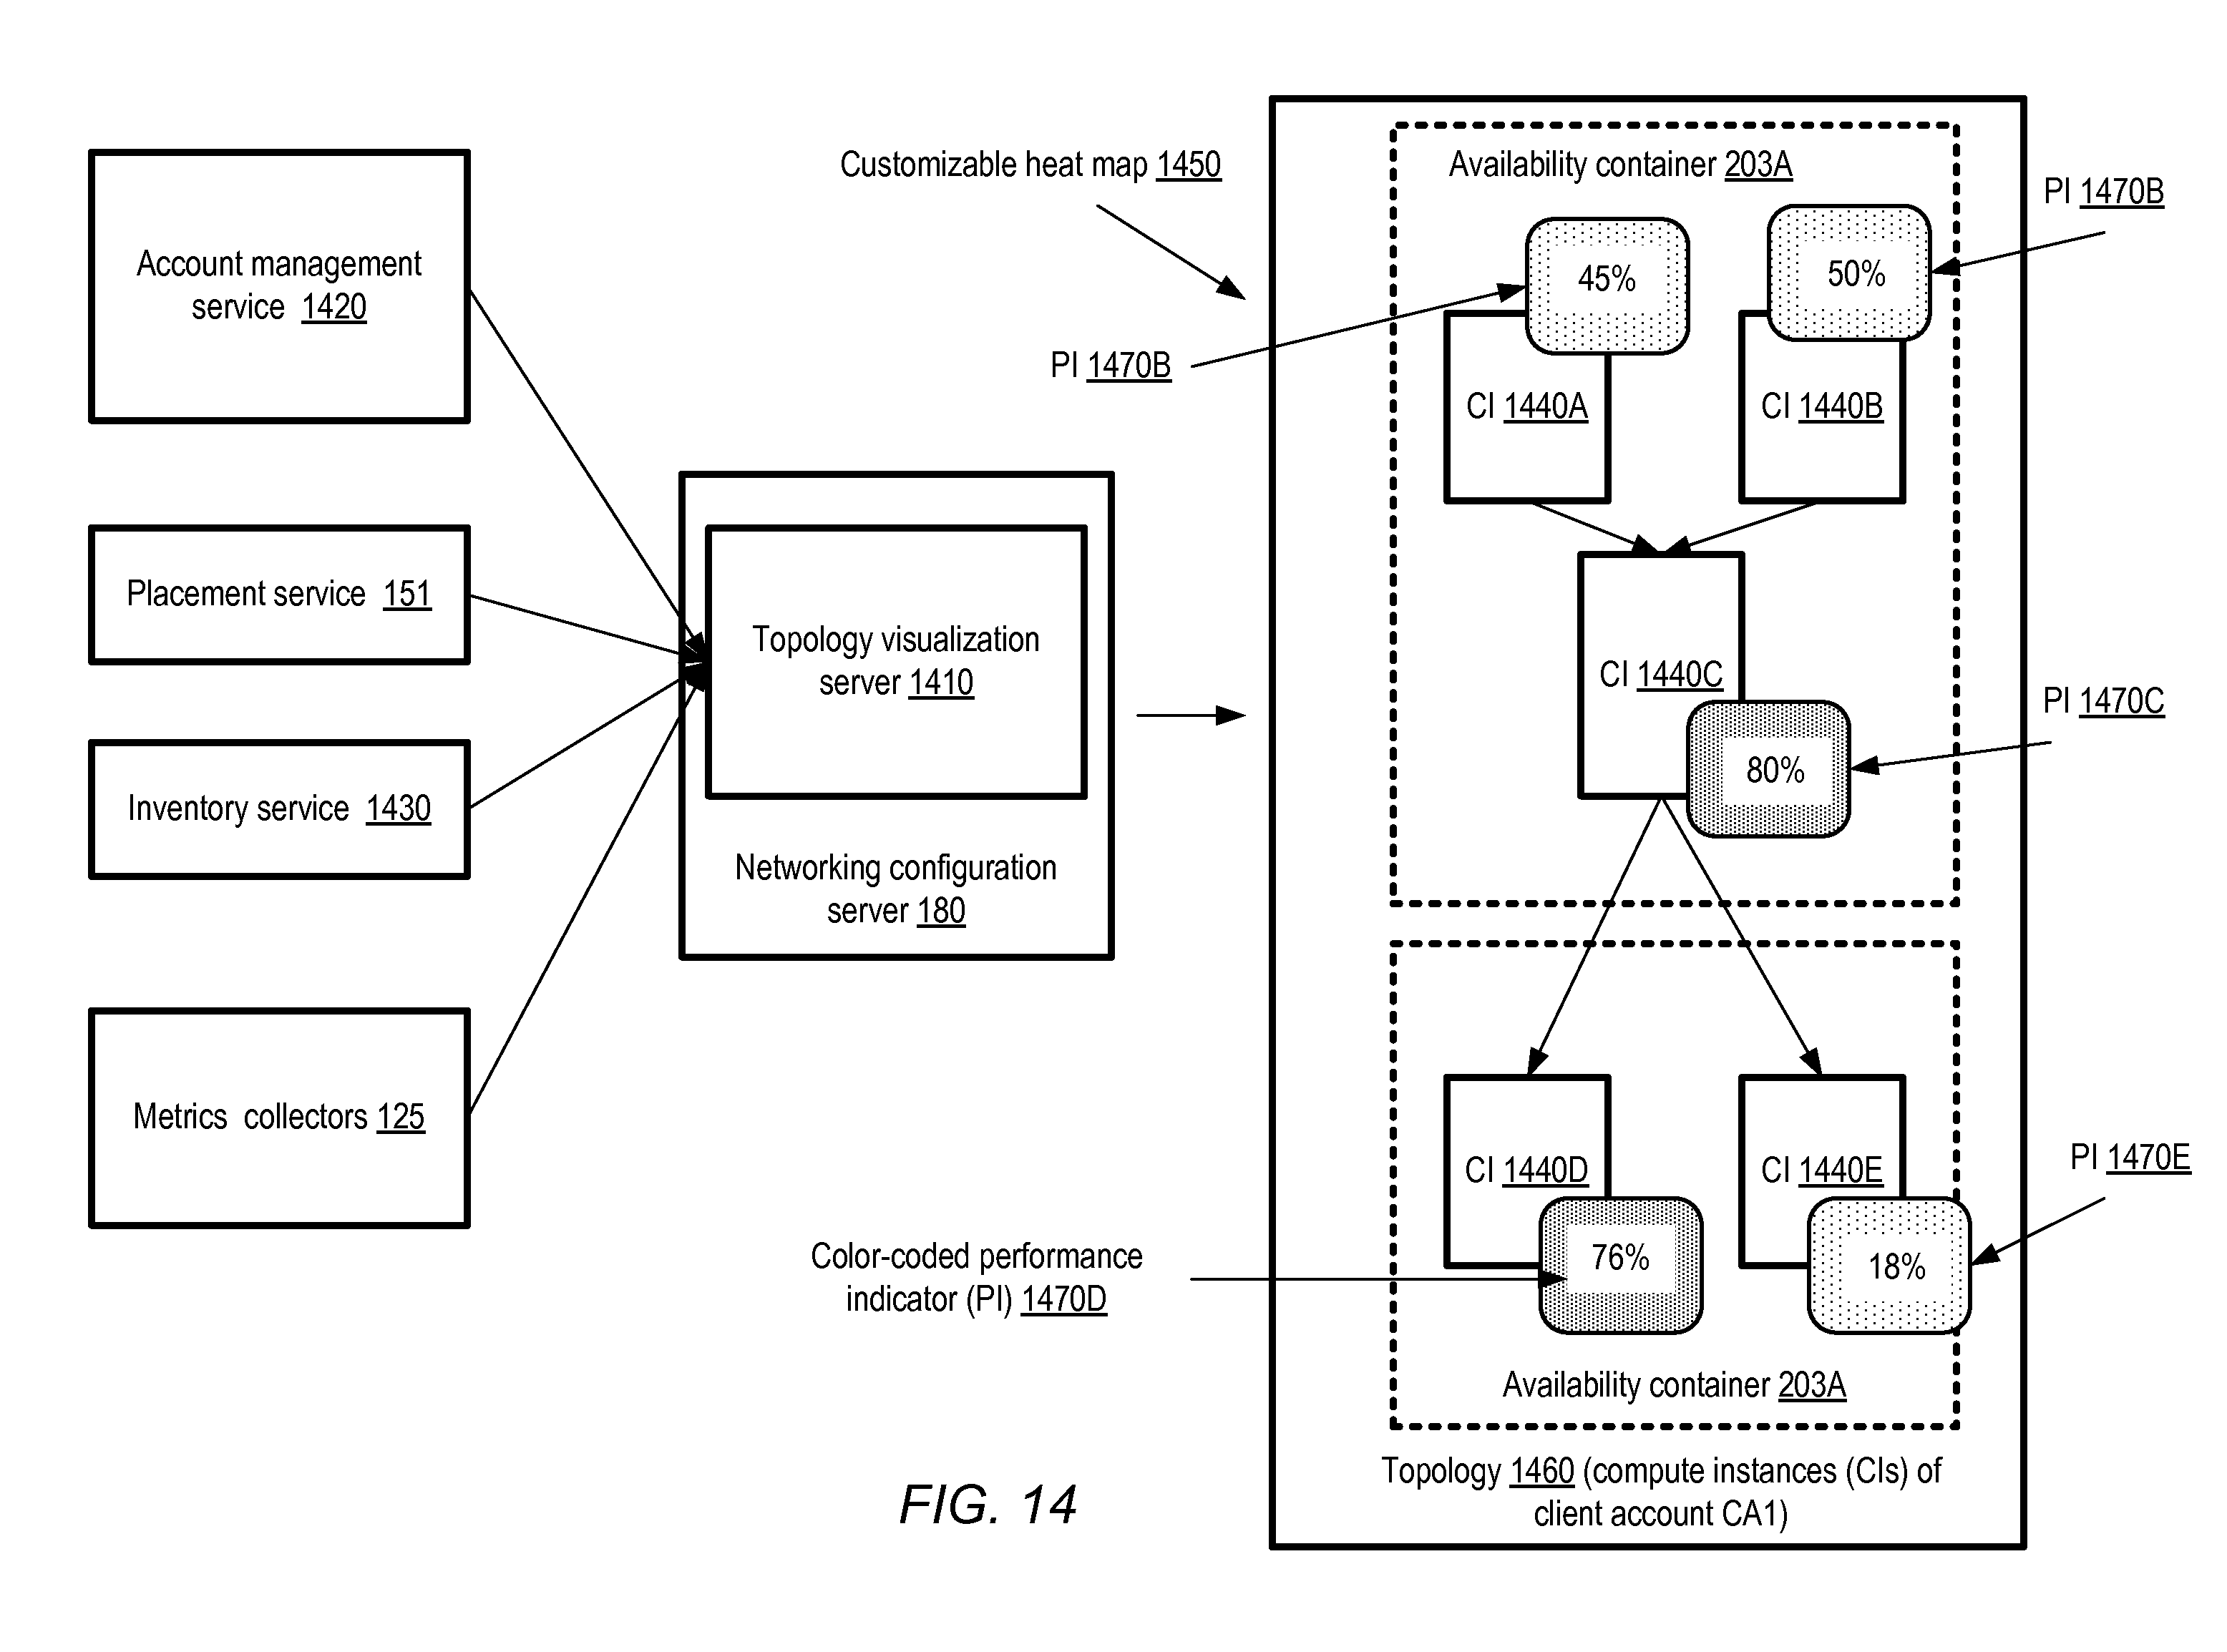 Account management
service 1420
Placement service 151
Inventory service 1430
Metrics collectors 125
Topology visualization
server 1410
Networking configuration
server 180
Customizable heat map 1450
PI 1470B
Availability container 203A
45%
50%
PI 1470B
CI 1440A
CI 1440B
CI 1440C
80%
PI 1470C
CI 1440D
CI 1440E
76%
18%
PI 1470E
Color-coded performance
indicator (PI) 1470D
Availability container 203A
Topology 1460 (compute instances (CIs) of
client account CA1)
FIG. 14